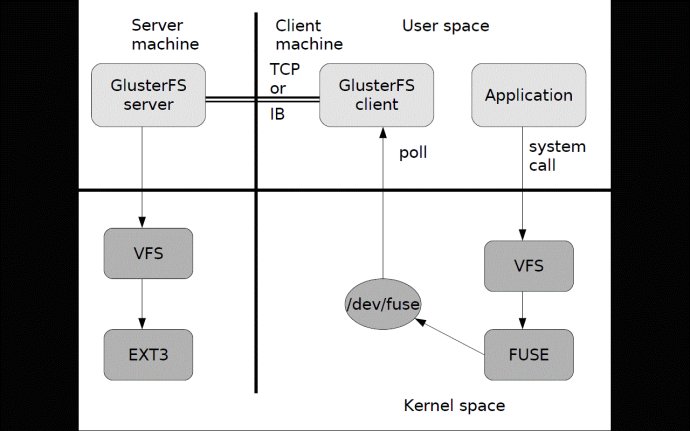 Server
machine
Client
machine
User space
GlusterFS
server
TCP
or
IB
GlusterFS
client
Application
poll
system
call
VFS
VFS
/dev/fuse
EXT3
FUSE
Kernel space